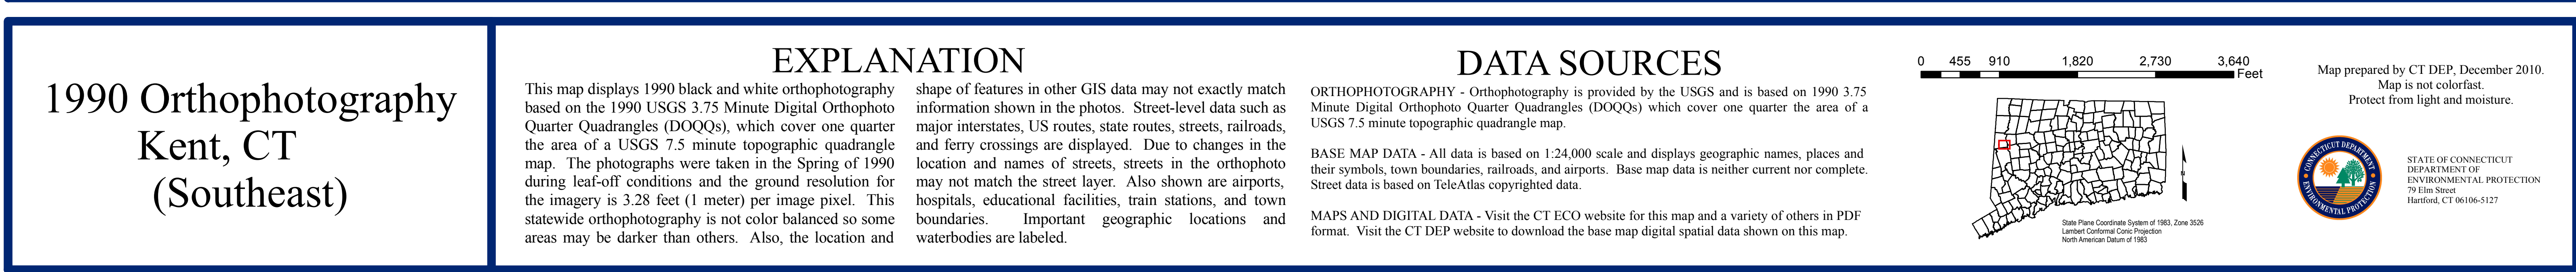 1990 Orthophotography
Kent, CT
(Southeast)
EXPLANATION
This map displays 1990 black and white orthophotography
based on the 1990 USGS 3.75 Minute Digital Orthophoto
Quarter Quadrangles (DOQQs), which cover one quarter
the area of a USGS 7.5 minute topographic quadrangle
map. The photographs were taken in the Spring of 1990
during leaf-off conditions and the ground resolution for
the imagery is 3.28 feet (1 meter) per image pixel. This
statewide orthophotography is not color balanced so some
areas may be darker than others. Also, the location and
shape of features in other GIS data may not exactly match
information shown in the photos. Street-level data such as
major interstates, US routes, state routes, streets, railroads,
and ferry crossings are displayed. Due to changes in the
location and names of streets, streets in the orthophoto
may not match the street layer. Also shown are airports,
hospitals, educational facilities, train stations, and town
boundaries. Important geographic locations and
waterbodies are labeled.
DATA SOURCES
ORTHOPHOTOGRAPHY - Orthophotography is provided by the USGS and is based on 1990 3.75
Minute Digital Orthophoto Quarter Quadrangles (DOQQs) which cover one quarter the area of a
USGS 7.5 minute topographic quadrangle map.
BASE MAP DATA - All data is based on 1:24,000 scale and displays geographic names, places and
their symbols, town boundaries, railroads, and airports. Base map data is neither current nor complete.
Street data is based on TeleAtlas copyrighted data.
MAPS AND DIGITAL DATA - Visit the CT ECO website for this map and a variety of others in PDF
format. Visit the CT DEP website to download the base map digital spatial data shown on this map.
0 455 910 1,820 2,730 3,640
Feet
N
State Plane Coordinate System of 1983, Zone 3526
Lambert Conformal Conic Projection
North American Datum of 1983
Map prepared by CT DEP, December 2010.
Map is not colorfast.
Protect from light and moisture.
CONNECTICUT DEPARTMENT
ENVIRONMENTAL PROTECTION
STATE OF CONNECTICUT
DEPARTMENT OF
ENVIRONMENTAL PROTECTION
79 Elm Street
Hartford, CT 06106-5127